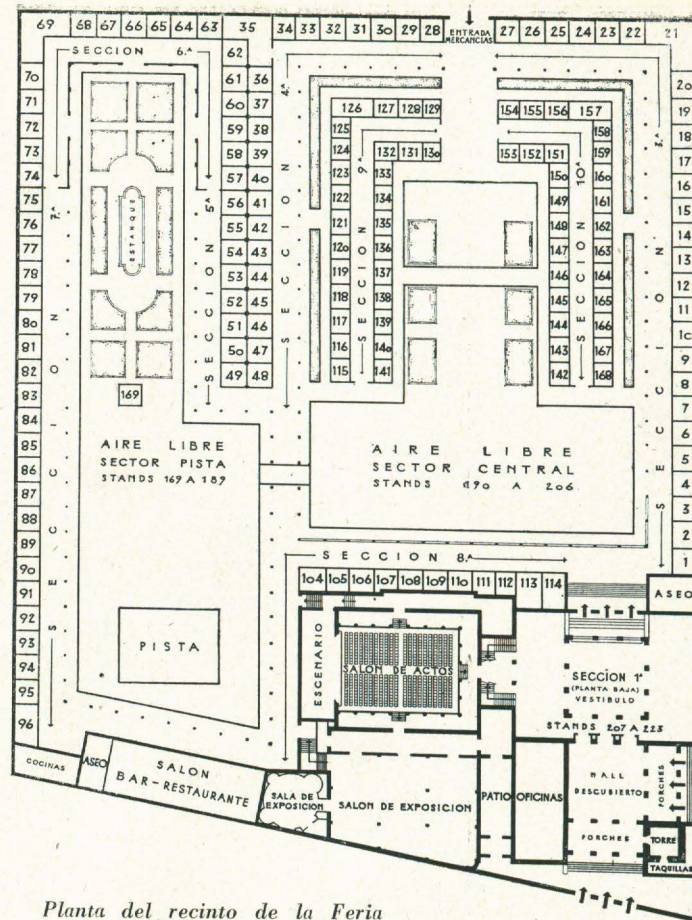 69 68 67 66 65 64 63 35 34 33 32 31 30 29 28 ENTRADA MERCANCIAS 27 26 25 24 23 22 21
SECCION 6.ª
62
70
71
72
73
74
75
76
77
78
79
80
81
82
83
84
85
86
87
88
89
90
91
92
93
94
95
96
SECCION 7.ª
ESTANQUE
169
AIRE LIBRE
SECTOR PISTA
STANDS 169 A 189
PISTA
SECCION 5ª
61 36
60 37
59 38
58 39
57 40
56 41
55 42
54 43
53 44
52 45
51 46
50 47
49 48
SECCION 4.ª
126 127 128 129
125
124
123
122
121
120
119
118
117
116
115
SECCION 9.ª
132 131 130
133
134
135
136
137
138
139
140
141
154 155 156 157
153 152 151
150
149
148
147
146
145
144
143
142
SECCION 10.ª
158
159
160
161
162
163
164
165
166
167
168
SECCION
20
19
18
17
16
15
14
13
12
11
10
9
8
7
6
5
4
3
2
1
AIRE LIBRE
SECTOR CENTRAL
STANDS 190 A 206
SECCION 8.ª
104 105 106 107 108 109 110 111 112 113 114
ASEO
ESCENARIO
SALON DE ACTOS
SECCION 1ª
(PLANTA BAJA)
VESTIBULO
STANDS 207 A 223
COCINAS
ASEO
SALON
BAR-RESTAURANTE
SALA DE
EXPOSICION
SALON DE EXPOSICION
PATIO
OFICINAS
HALL
DESCUBIERTO
PORCHES
PORCHES
TORRE
TAQUILLAS
Planta del recinto de la Feria